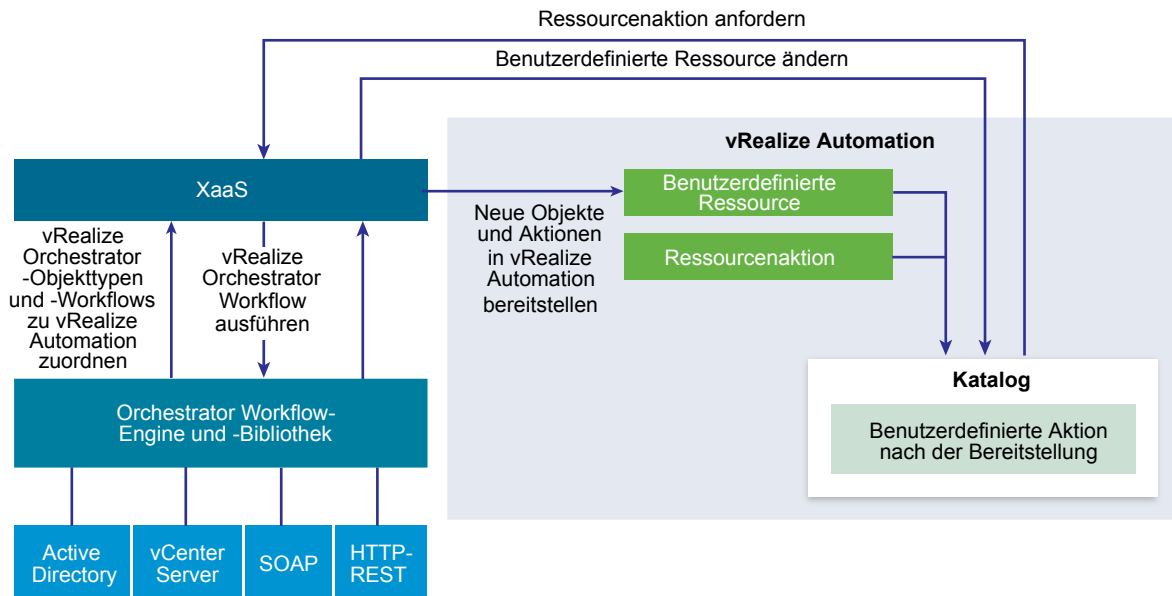 Ressourcenaktion anfordern
Benutzerdefinierte Ressource ändern
vRealize Automation
XaaS
Benutzerdefinierte
Ressource
Ressourcenaktion
Neue Objekte
und Aktionen
in vRealize
Automation
bereitstellen
vRealize
Orchestrator
-Objekttypen
und -Workflows
zu vRealize
Automation
zuordnen
vRealize
Orchestrator
Workflow
ausführen
Katalog
Benutzerdefinierte Aktion
nach der Bereitstellung
Orchestrator Workflow-
Engine und -Bibliothek
Active
Directory
vCenter
Server
SOAP
HTTP-
REST